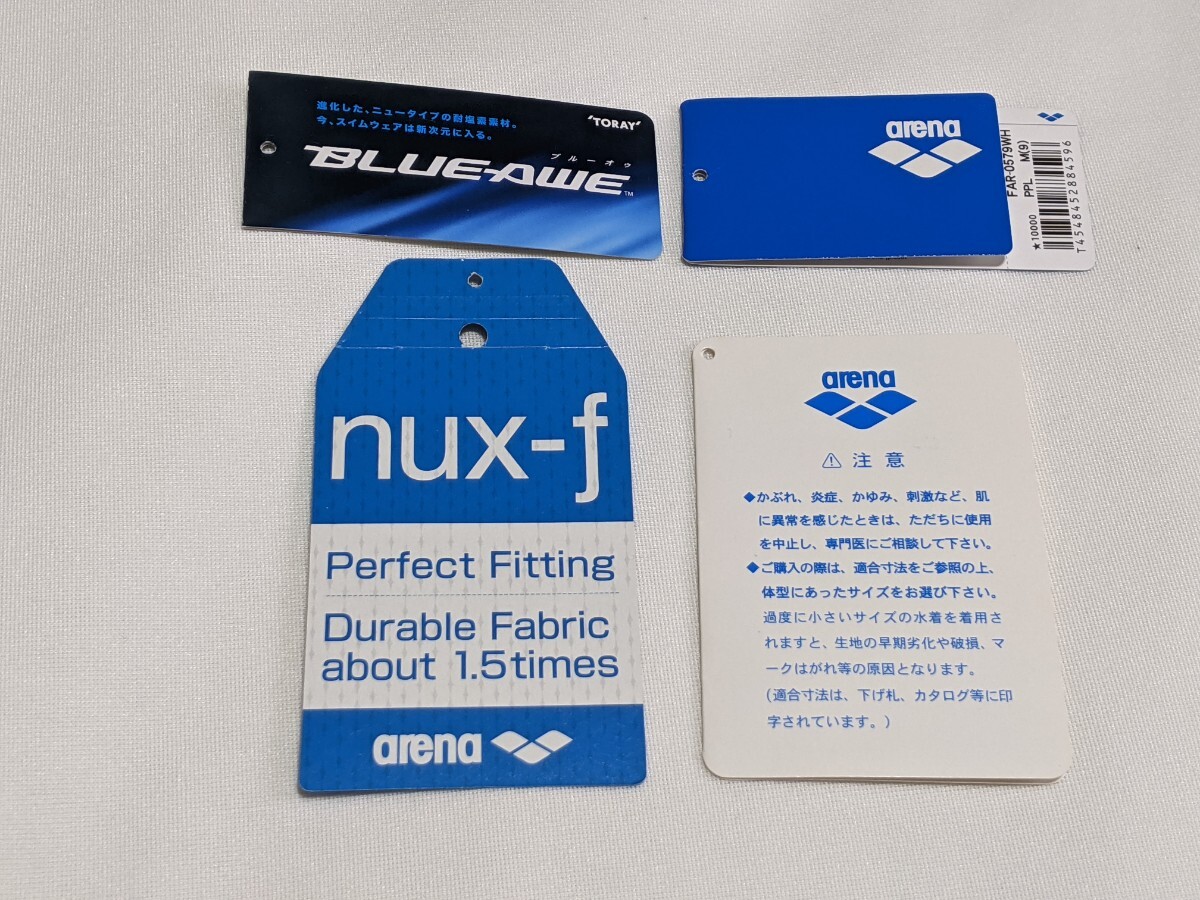 進化した、ニュータイプの耐塩素素材。
今、スイムウェアは新次元に入る。
'TORAY'
ブルーオゥ
BLUE-AWE™
arena
FAR-0579WH
PPL M(9)
★10000
T4548452884596
nux-f
Perfect Fitting
Durable Fabric
about 1.5times
arena
arena
⚠ 注意
◆かぶれ、炎症、かゆみ、刺激など、肌
に異常を感じたときは、ただちに使用
を中止し、専門医にご相談して下さい。
◆ご購入の際は、適合寸法をご参照の上、
体型にあったサイズをお選び下さい。
過度に小さいサイズの水着を着用さ
れますと、生地の早期劣化や破損、マ
ークはがれ等の原因となります。
(適合寸法は、下げ札、カタログ等に印
字されています。)